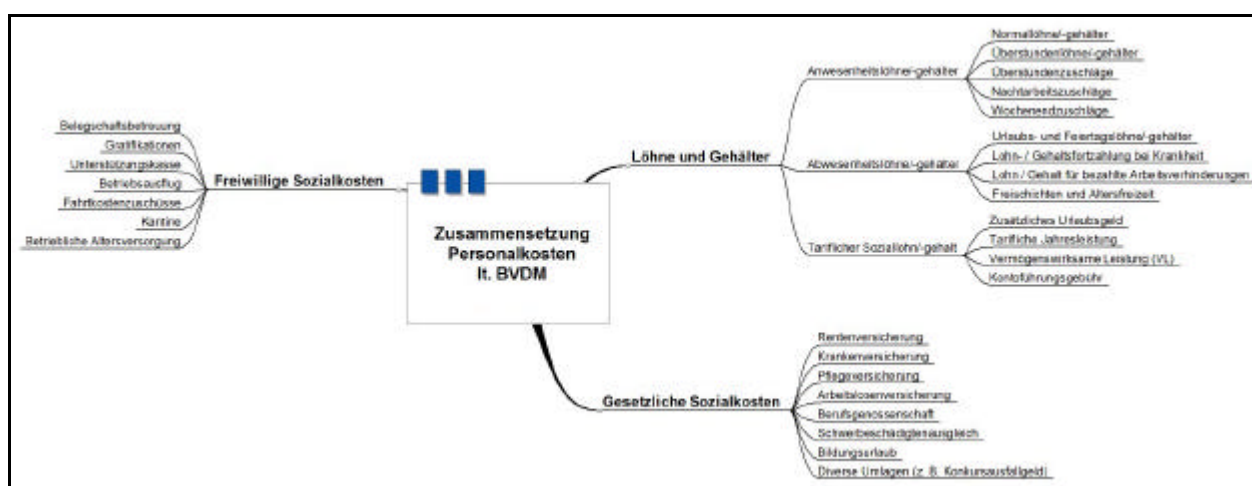 Zusammensetzung
Personalkosten
lt. BVDM
Löhne und Gehälter
Anwesenheitslöhne/-gehälter
Normallöhne/-gehälter
Überstundenlöhne/-gehälter
Überstundenzuschläge
Nachtarbeitszuschläge
Wochenendzuschläge
Abwesenheitslöhne/-gehälter
Urlaubs- und Feiertagslöhne/-gehälter
Lohn- / Gehaltsfortzahlung bei Krankheit
Lohn / Gehalt für bezahlte Arbeitsverhinderungen
Freischichten und Altersfreizeit
Tariflicher Soziallohn/-gehalt
Zusätzliches Urlaubsgeld
Tarifliche Jahresleistung
Vermögenswirksame Leistung (VL)
Kontoführungsgebühr
Gesetzliche Sozialkosten
Rentenversicherung
Krankenversicherung
Pflegeversicherung
Arbeitslosenversicherung
Berufsgenossenschaft
Schwerbeschädigtenausgleich
Bildungsurlaub
Diverse Umlagen (z. B. Konkursausfallgeld)
Freiwillige Sozialkosten
Belegschaftsbetreuung
Gratifikationen
Unterstützungskasse
Betriebsausflug
Fahrtkostenzuschüsse
Kantine
Betriebliche Altersversorgung